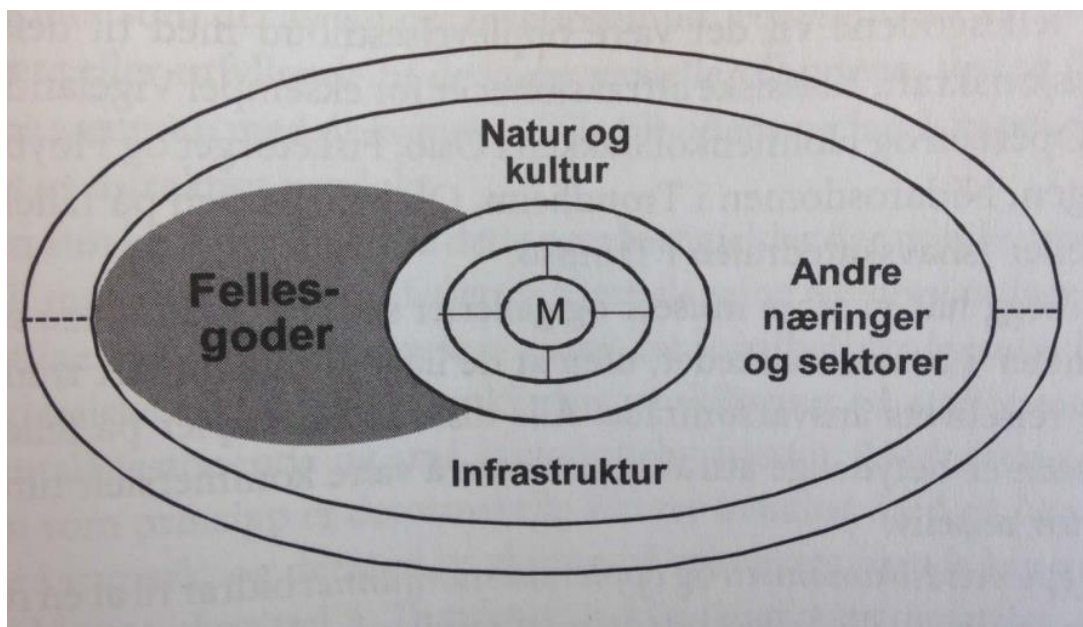 Natur og
kultur
Felles-
goder
M
Andre
næringer
og sektorer
Infrastruktur